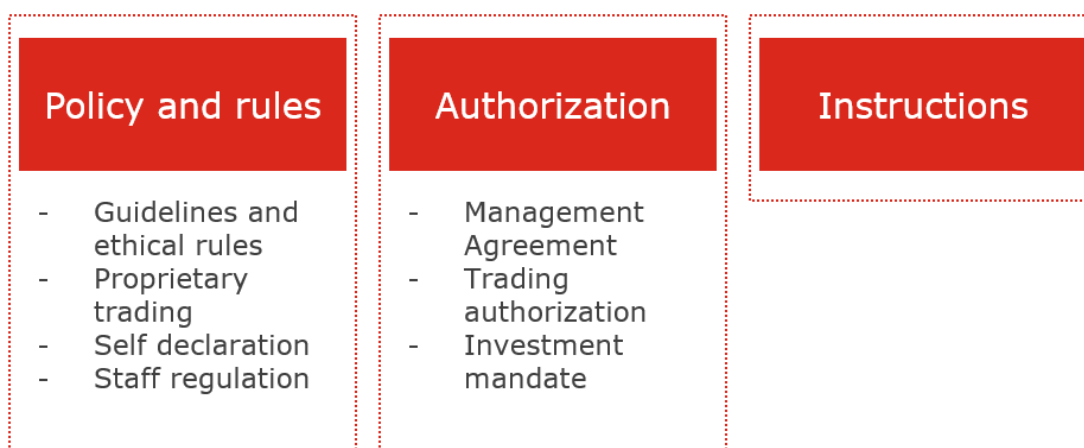 Policy and rules
- Guidelines and
ethical rules
- Proprietary
trading
- Self declaration
- Staff regulation
Authorization
- Management
Agreement
- Trading
authorization
- Investment
mandate
Instructions